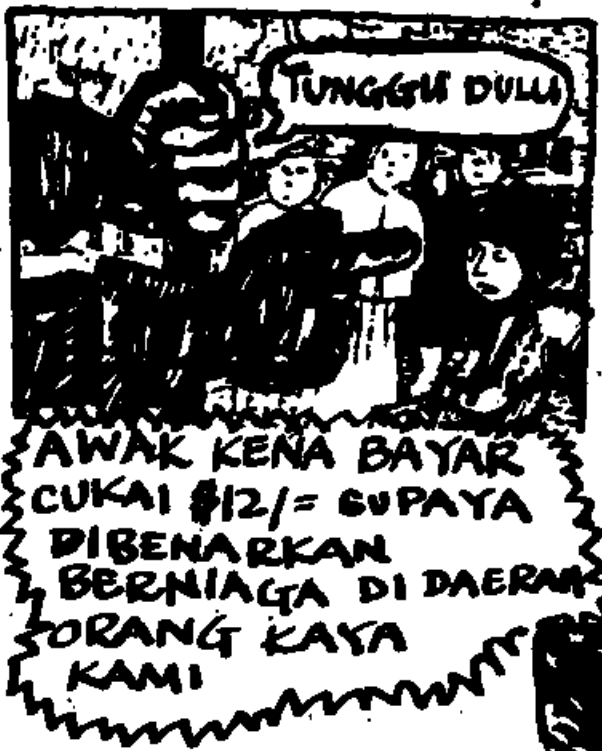 TUNGGU DULU
AWAK KENA BAYAR
CUKAI $12/= SUPAYA
DIBENARKAN
BERNIAGA DI DAERAH
ORANG KAYA
KAMI